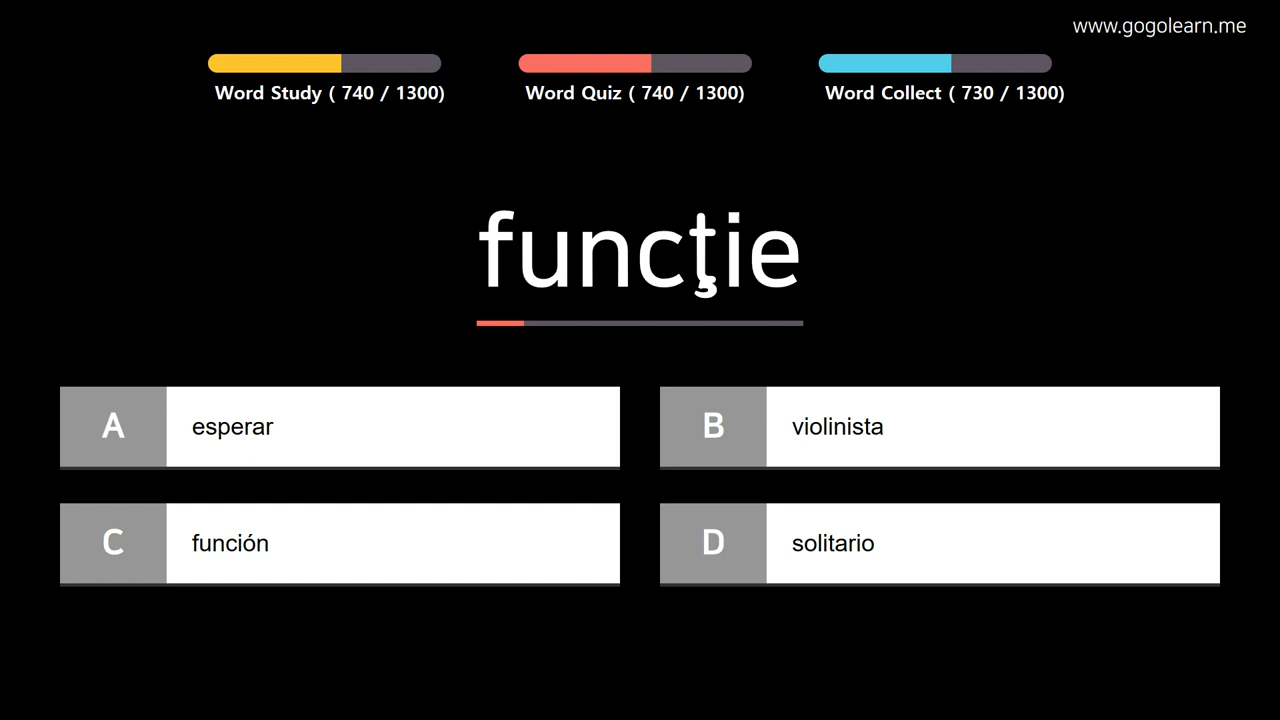 www.gogolearn.me
Word Study ( 740 / 1300)
Word Quiz ( 740 / 1300)
Word Collect ( 730 / 1300)
funcţie
A
esperar
B
violinista
C
función
D
solitario